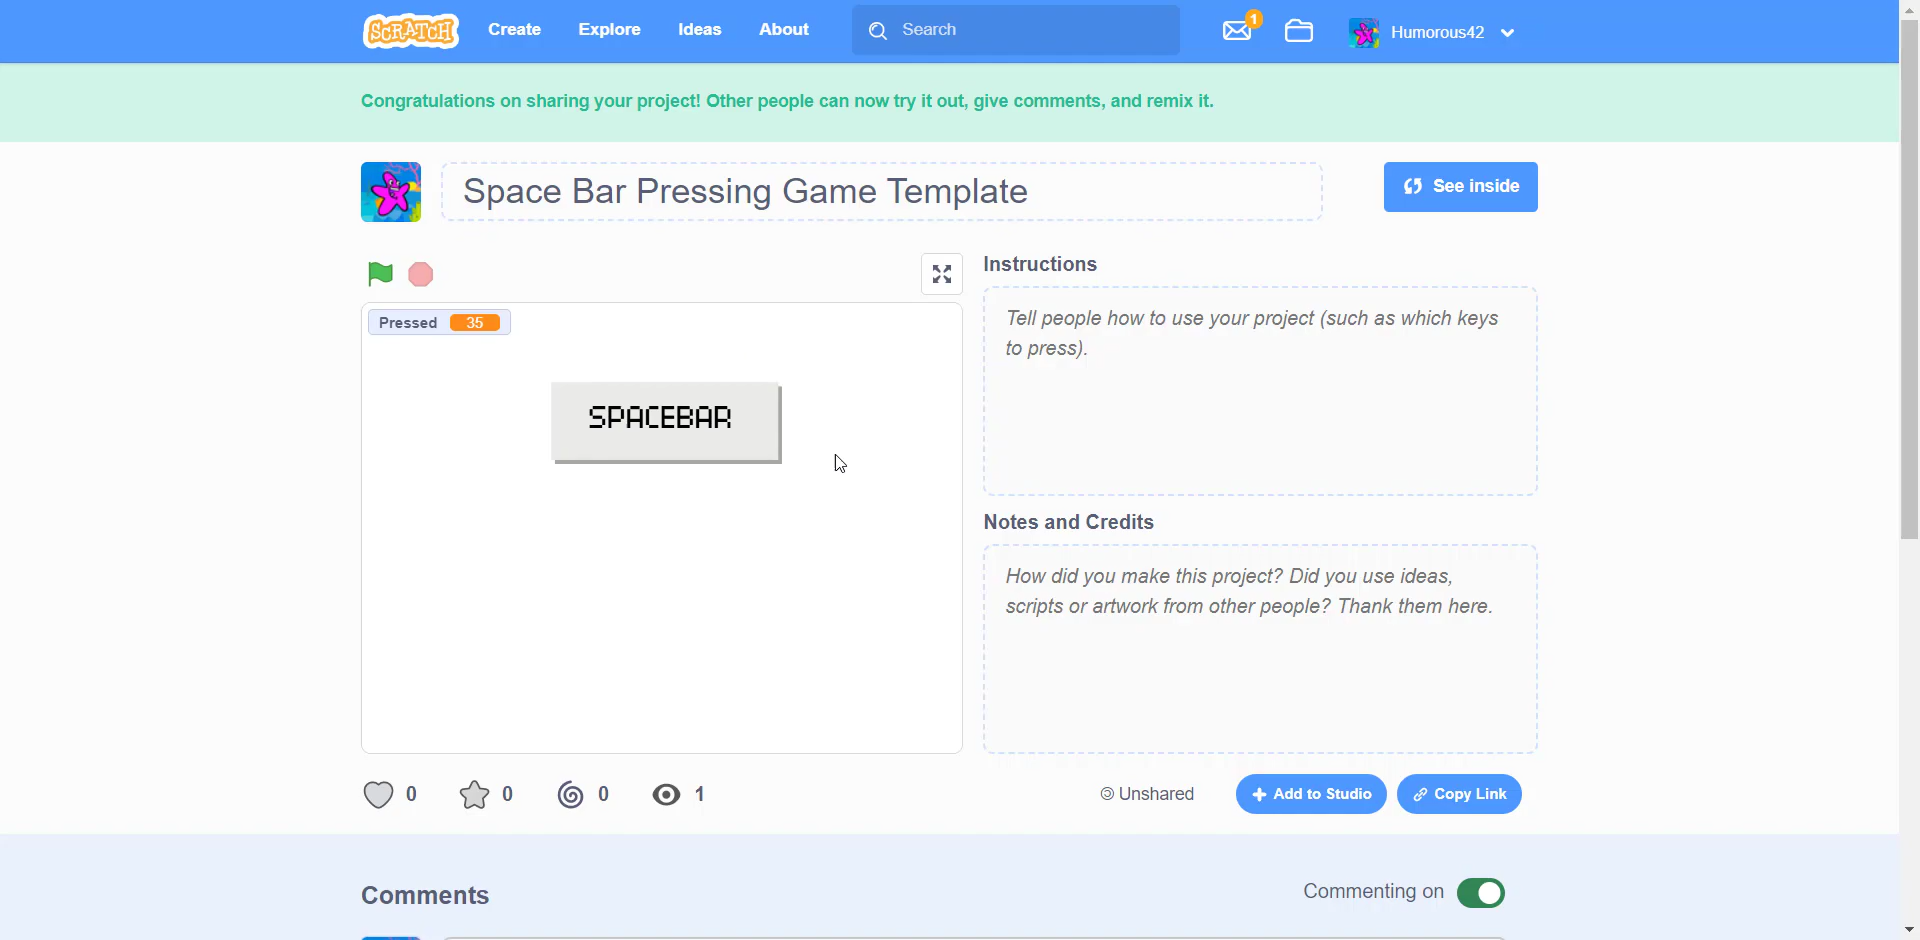 SCRATCH Create Explore Ideas About Search 1 Humorous42
Congratulations on sharing your project! Other people can now try it out, give comments, and remix it.
Space Bar Pressing Game Template
See inside
Instructions
Pressed 35
Tell people how to use your project (such as which keys
to press).
SPACEBAR
Notes and Credits
How did you make this project? Did you use ideas,
scripts or artwork from other people? Thank them here.
0 0 0 1
Unshared Add to Studio Copy Link
Comments
Commenting on